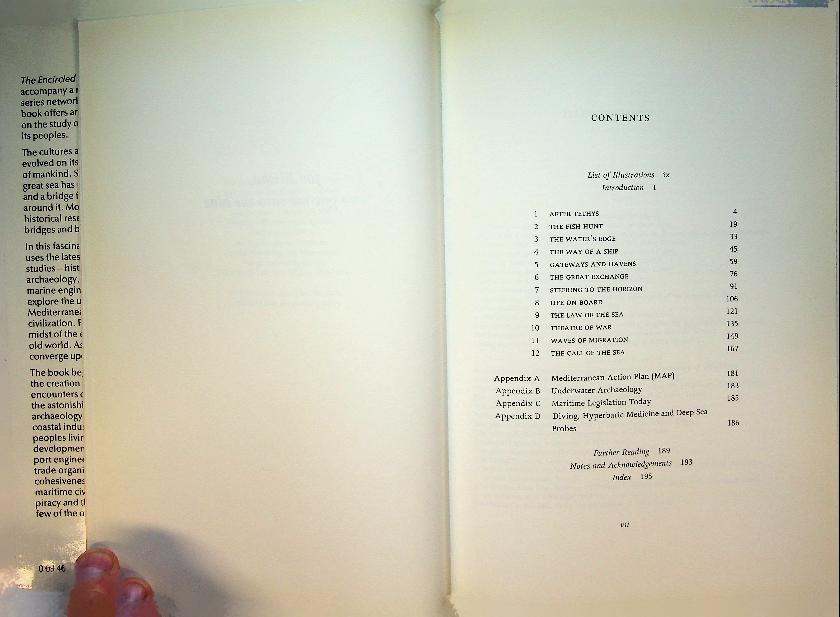 The Encircled
accompany a
series network
book offers an
on the study o
its peoples.
The cultures a
evolved on its
of mankind. S
great sea has
and a bridge
around it. Mo
historical rese
bridges and b
In this fascina
uses the lates
studies – hist
archaeology,
marine engin
explore the u
Mediterranea
civilization. F
midst of the
old world. As
converge upo
The book be
the creation
encounters
the astonishi
archaeology
coastal indus
peoples livin
developmen
port enginee
trade organi
cohesivenes
maritime civ
piracy and t
few of the o
CONTENTS
List of Illustrations ix
Introduction 1
1 AFTER TETHYS 4
2 THE FISH HUNT 19
3 THE WATER'S EDGE 33
4 THE WAY OF A SHIP 45
5 GATEWAYS AND HAVENS 59
6 THE GREAT EXCHANGE 76
7 STEERING TO THE HORIZON 91
8 LIFE ON BOARD 106
9 THE LAW OF THE SEA 121
10 THEATRE OF WAR 135
11 WAVES OF MIGRATION 149
12 THE CALL OF THE SEA 167
Appendix A Mediterranean Action Plan (MAP) 181
Appendix B Underwater Archaeology 183
Appendix C Maritime Legislation Today 185
Appendix D Diving, Hyperbaric Medicine and Deep Sea
Probes 186
Further Reading 189
Notes and Acknowledgements 193
Index 195
vii